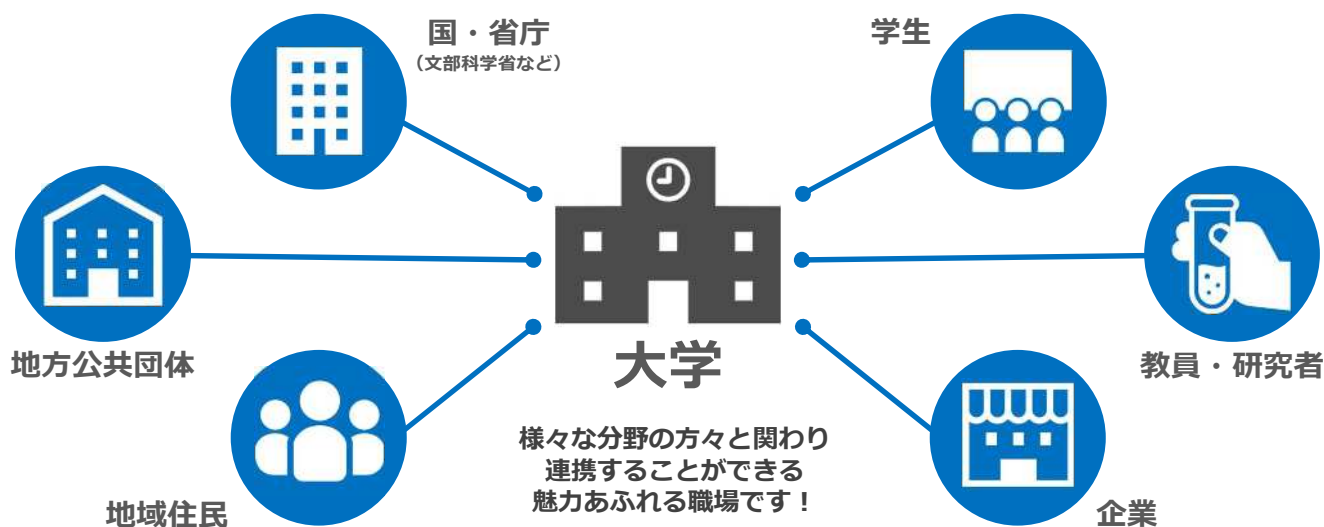 国・省庁
（文部科学省など）
学生
地方公共団体
大学
教員・研究者
様々な分野の方々と関わり
連携することができる
魅力あふれる職場です！
地域住民
企業